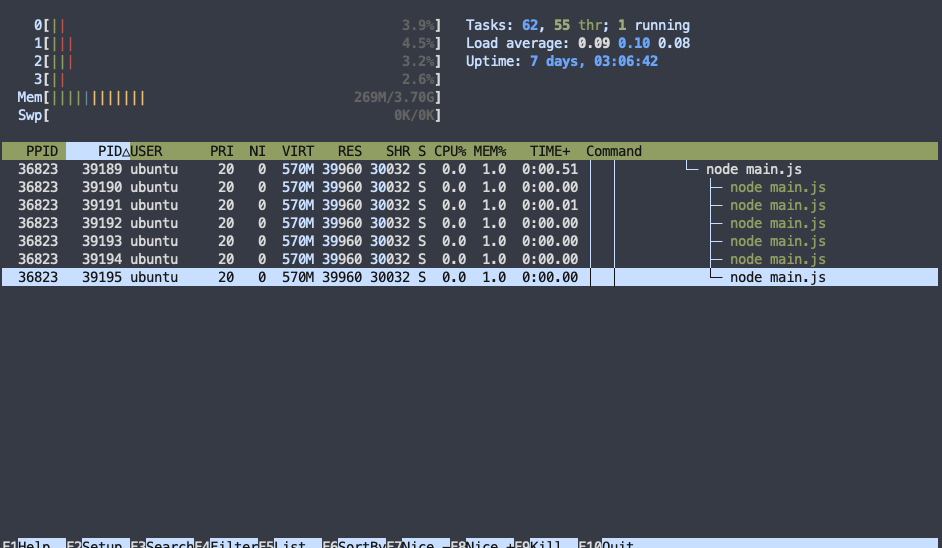 0[|| 3.9%] Tasks: 62, 55 thr; 1 running
1[||| 4.5%] Load average: 0.09 0.10 0.08
2[||| 3.2%] Uptime: 7 days, 03:06:42
3[|| 2.6%]
Mem[|||||||||||| 269M/3.70G]
Swp[ 0K/0K]
PPID PID△USER PRI NI VIRT RES SHR S CPU% MEM% TIME+ Command
36823 39189 ubuntu 20 0 570M 39960 30032 S 0.0 1.0 0:00.51 │ │ └─ node main.js
36823 39190 ubuntu 20 0 570M 39960 30032 S 0.0 1.0 0:00.00 │ │ ├─ node main.js
36823 39191 ubuntu 20 0 570M 39960 30032 S 0.0 1.0 0:00.01 │ │ ├─ node main.js
36823 39192 ubuntu 20 0 570M 39960 30032 S 0.0 1.0 0:00.00 │ │ ├─ node main.js
36823 39193 ubuntu 20 0 570M 39960 30032 S 0.0 1.0 0:00.00 │ │ ├─ node main.js
36823 39194 ubuntu 20 0 570M 39960 30032 S 0.0 1.0 0:00.00 │ │ ├─ node main.js
36823 39195 ubuntu 20 0 570M 39960 30032 S 0.0 1.0 0:00.00 │ │ └─ node main.js
F1Help F2Setup F3SearchF4FilterF5List F6SortByF7Nice -F8Nice +F9Kill F10Quit